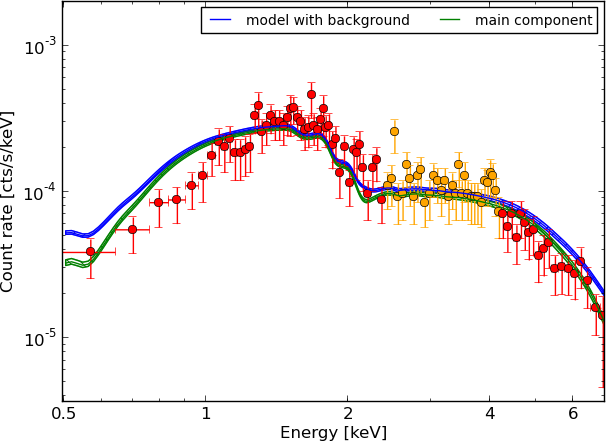 model with background
main component
10^-3
10^-4
10^-5
Count rate [cts/s/keV]
0.5 1 2 4 6
Energy [keV]